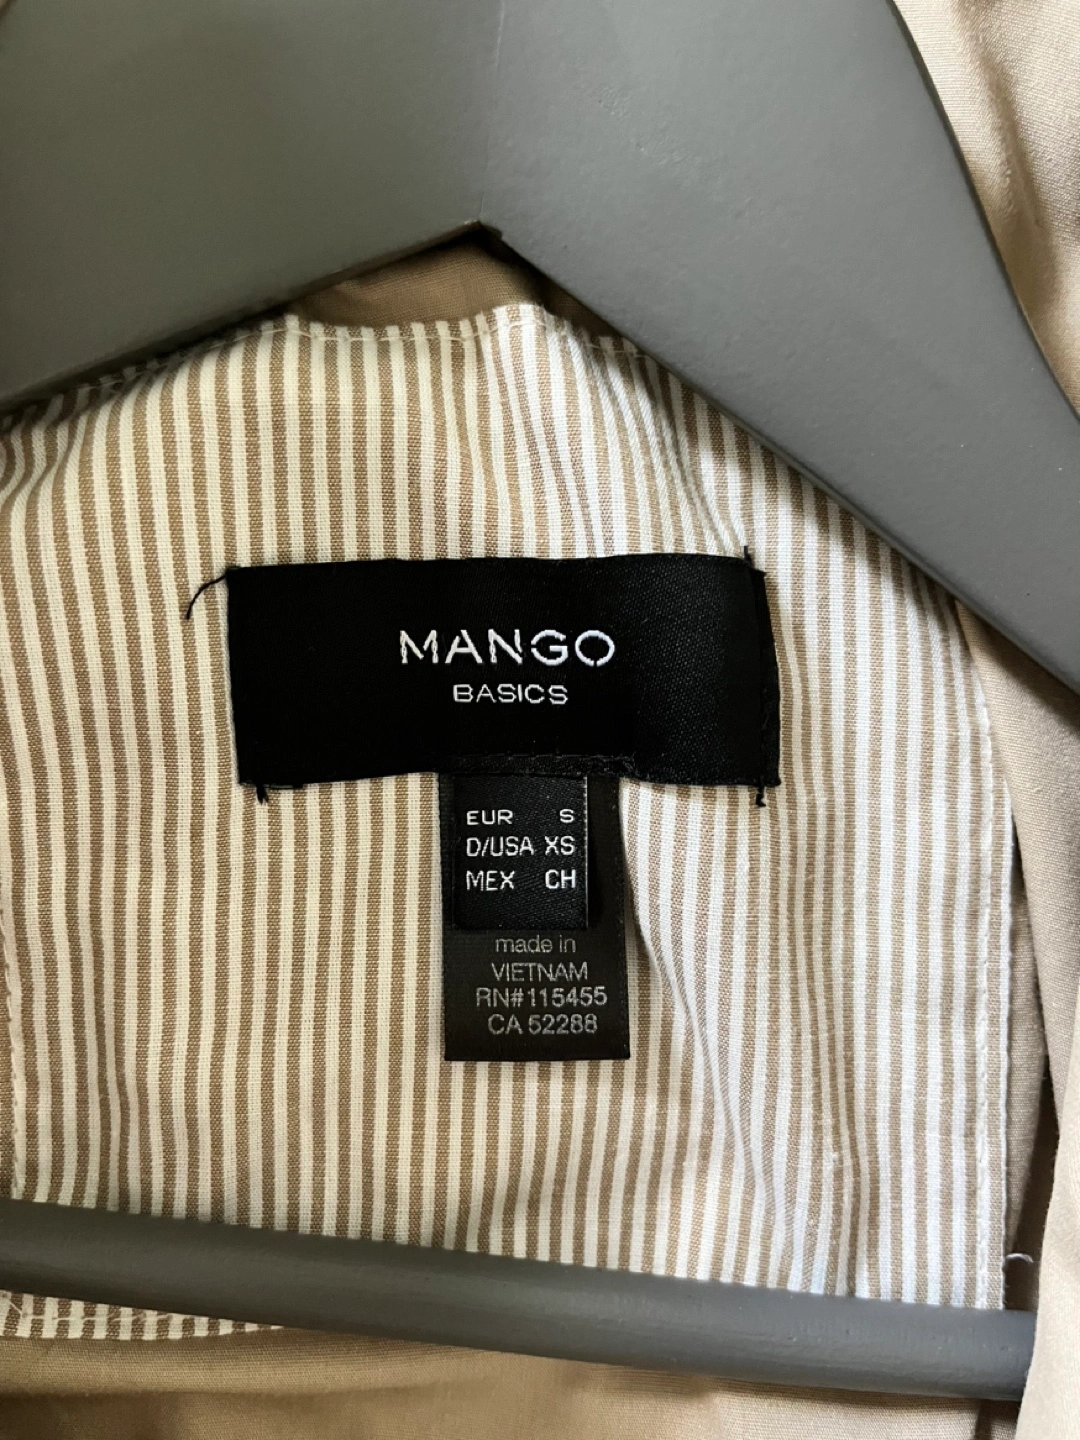 MANGO
BASICS
EUR S
D/USA XS
MEX CH
made in
VIETNAM
RN#115455
CA 52288